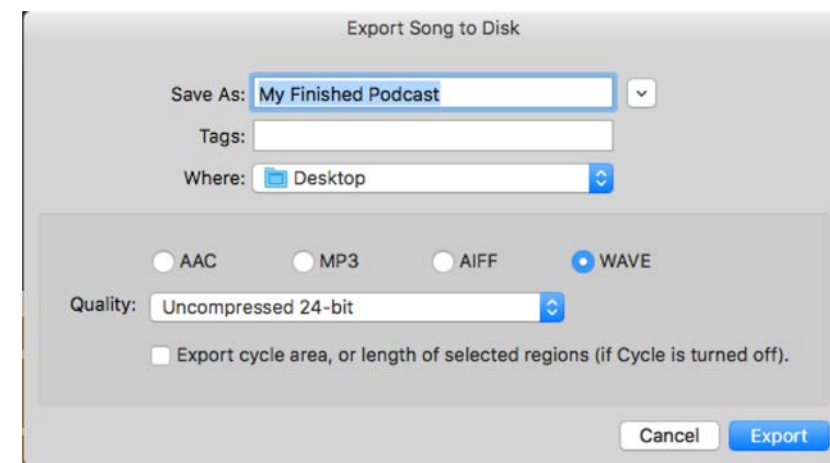 Export Song to Disk
Save As: My Finished Podcast
Tags:
Where: Desktop
AAC MP3 AIFF WAVE
Quality: Uncompressed 24-bit
Export cycle area, or length of selected regions (if Cycle is turned off).
Cancel Export